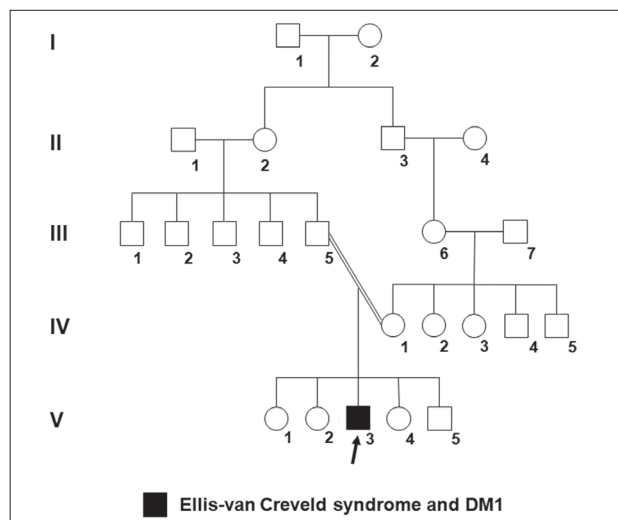 I
1 2
II
1 2 3 4
III
1 2 3 4 5 6 7
IV
1 2 3 4 5
V
1 2 3 4 5
Ellis-van Creveld syndrome and DM1